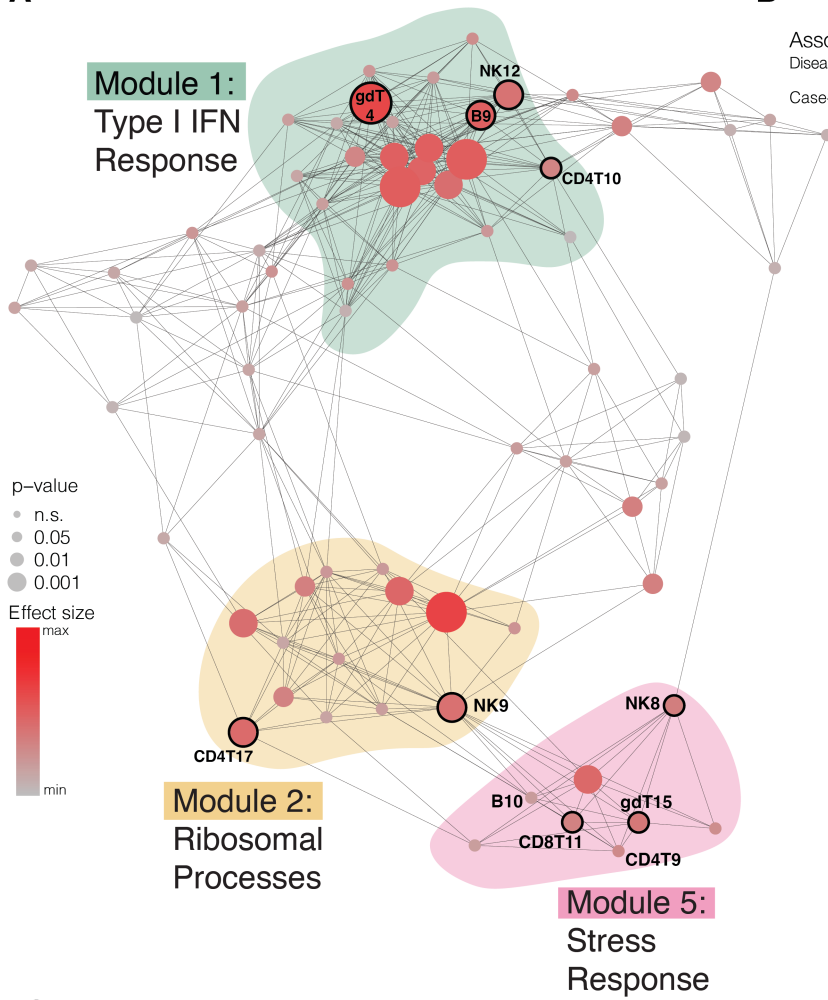 Module 1:
Type I IFN
Response
gdT
4
NK12
B9
CD4T10
p-value
n.s.
0.05
0.01
0.001
Effect size
max
min
NK9
CD4T17
Module 2:
Ribosomal
Processes
NK8
B10
gdT15
CD8T11
CD4T9
Module 5:
Stress
Response